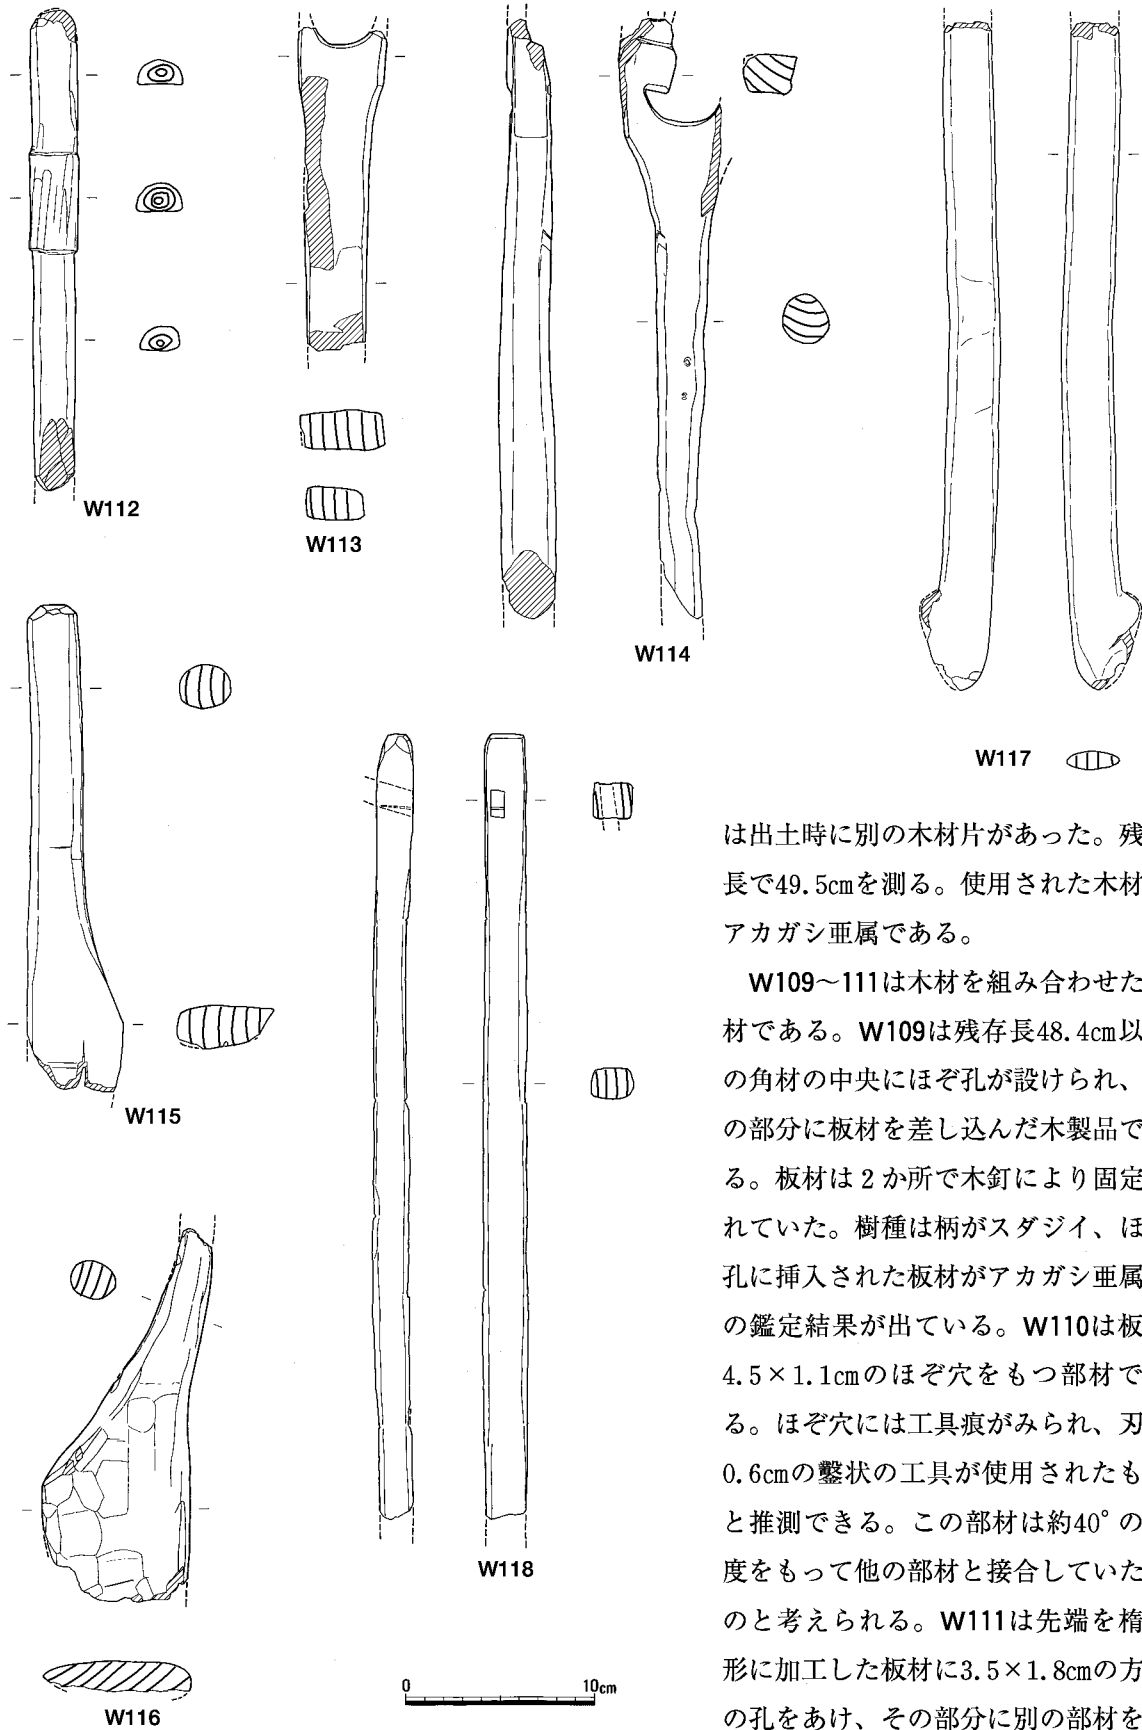 W112
W113
W114
W117
は出土時に別の木材片があった。残
長で49.5cmを測る。使用された木材
アカガシ亜属である。
W109〜111は木材を組み合わせた
材である。W109は残存長48.4cm以
の角材の中央にほぞ孔が設けられ、
の部分に板材を差し込んだ木製品で
る。板材は2か所で木釘により固定
れていた。樹種は柄がスダジイ、ほ
孔に挿入された板材がアカガシ亜属
の鑑定結果が出ている。W110は板
4.5×1.1cmのほぞ穴をもつ部材で
る。ほぞ穴には工具痕がみられ、刃
0.6cmの鑿状の工具が使用されたも
と推測できる。この部材は約40°の
度をもって他の部材と接合していた
のと考えられる。W111は先端を楕
形に加工した板材に3.5×1.8cmの方
の孔をあけ、その部分に別の部材を
W115
W118
W116
0 10cm